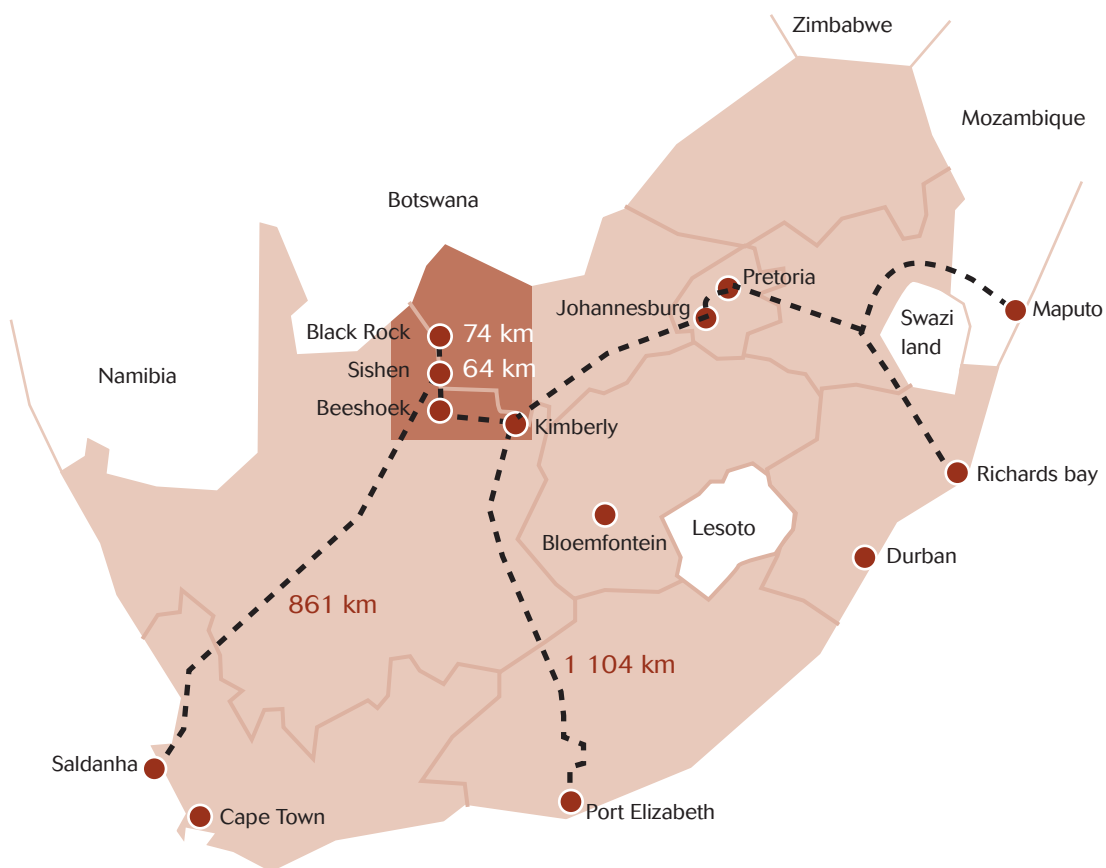 Zimbabwe
Mozambique
Botswana
Pretoria
Johannesburg
Maputo
Swazi
land
Black Rock
74 km
Sishen
64 km
Namibia
Beeshoek
Kimberly
Richards bay
Lesoto
Bloemfontein
Durban
861 km
1 104 km
Saldanha
Port Elizabeth
Cape Town